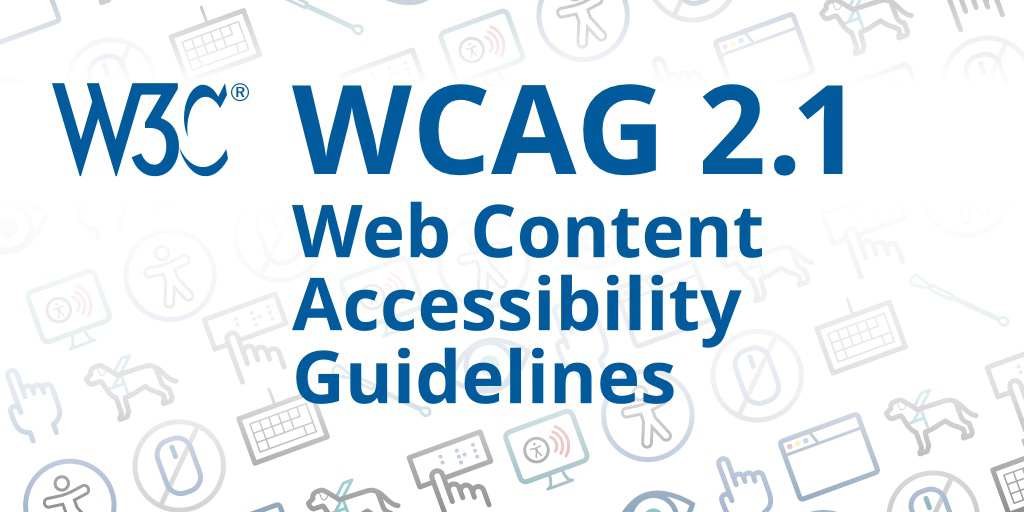 W3C® WCAG 2.1
Web Content
Accessibility
Guidelines